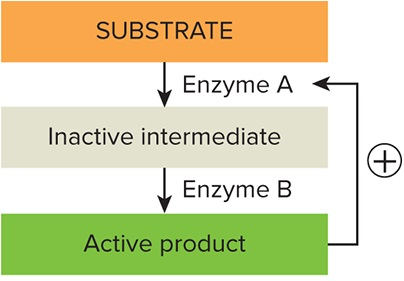 SUBSTRATE
Enzyme A
Inactive intermediate
+
Enzyme B
Active product